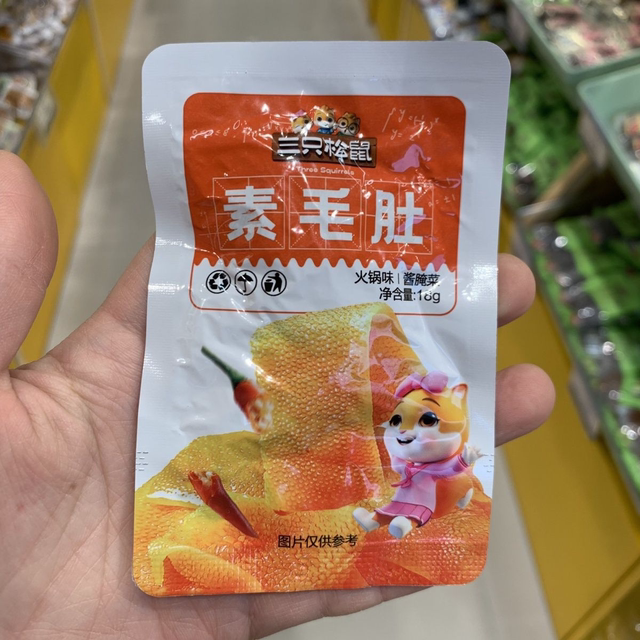 三只松鼠
Three Squirrels
素毛肚
火锅味 | 酱腌菜
净含量:18g
图片仅供参考